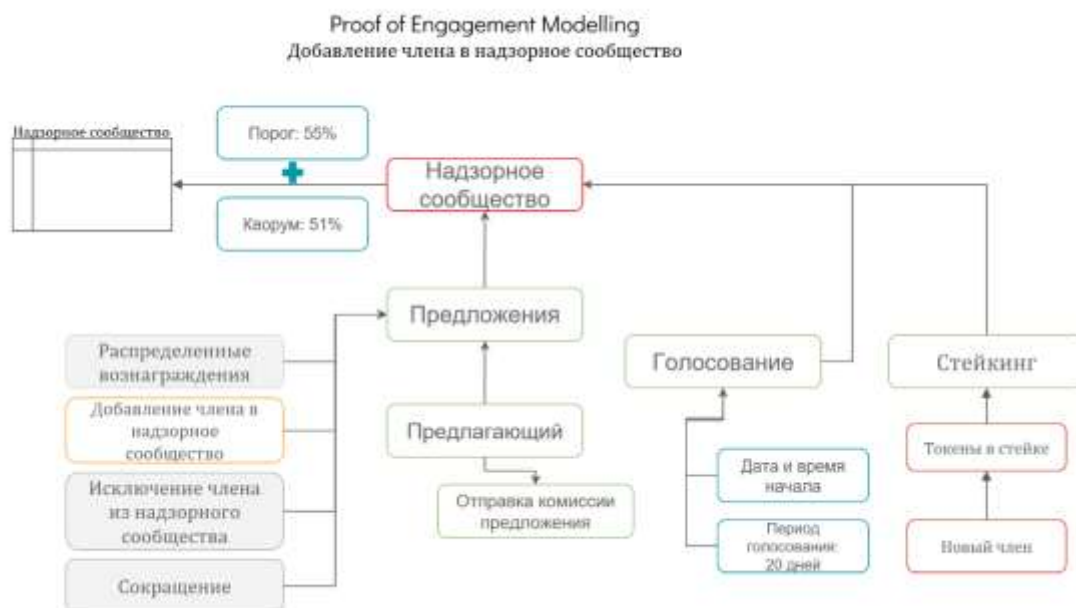 Proof of Engagement Modelling
Добавление члена в надзорное сообщество
Надзорное сообщество
Порог: 55%
Надзорное
сообщество
Кворум: 51%
Предложения
Распределенные
вознаграждения
Голосование
Стейкинг
Добавление члена в
надзорное
сообщество
Предлагающий
Токены в стейке
Дата и время
начала
Исключение члена
из надзорного
сообщества
Отправка комиссии
предложения
Период
голосования:
20 дней
Новый член
Сокращение